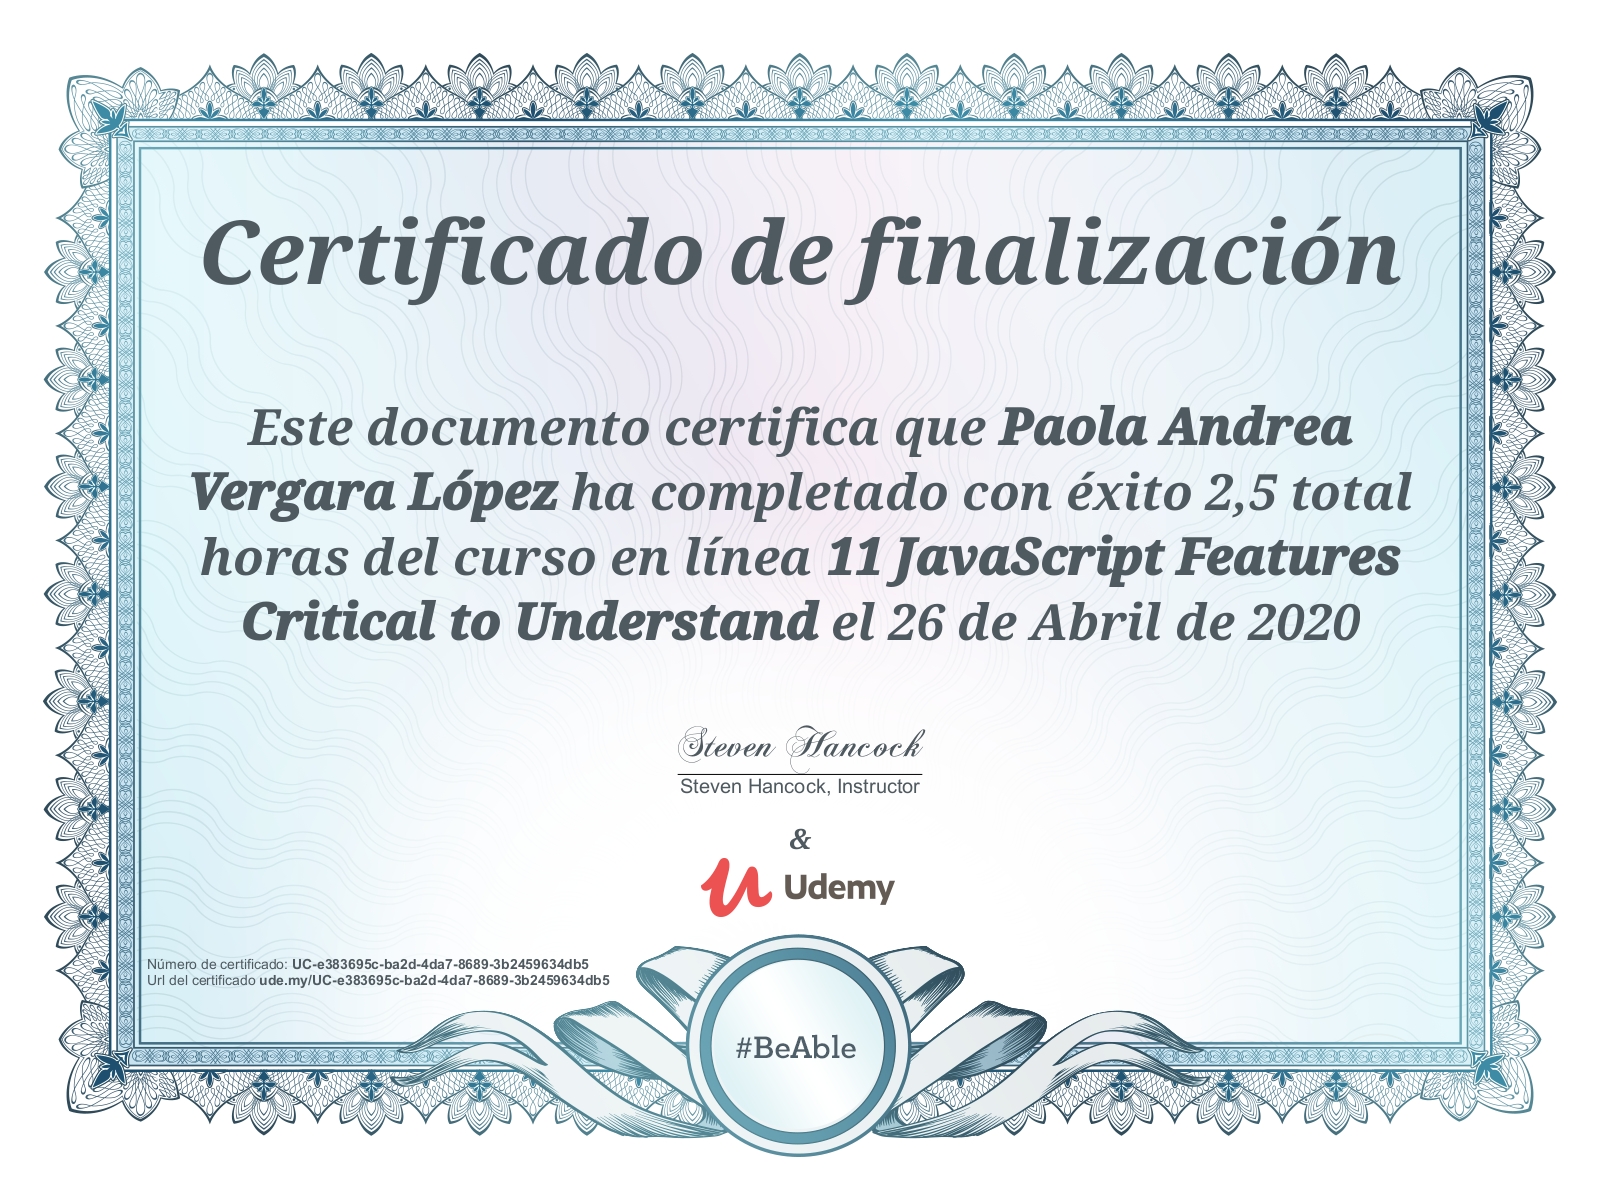 Certificado de finalización
Este documento certifica que Paola Andrea
Vergara López ha completado con éxito 2,5 total
horas del curso en línea 11 JavaScript Features
Critical to Understand el 26 de Abril de 2020
Steven Hancock
Steven Hancock, Instructor
&
Udemy
Número de certificado: UC-e383695c-ba2d-4da7-8689-3b2459634db5
Url del certificado ude.my/UC-e383695c-ba2d-4da7-8689-3b2459634db5
#BeAble